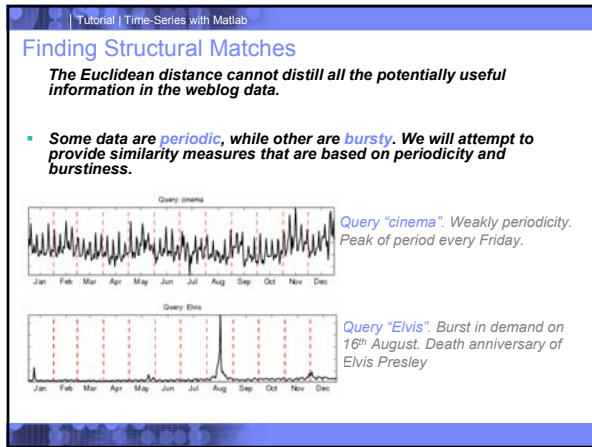 Tutorial | Time-Series with Matlab
Finding Structural Matches
The Euclidean distance cannot distill all the potentially useful
information in the weblog data.
Some data are periodic, while other are bursty. We will attempt to
provide similarity measures that are based on periodicity and
burstiness.
Query: cinema
Jan Feb Mar Apr May Jun Jul Aug Sep Oct Nov Dec
Query "cinema". Weakly periodicity.
Peak of period every Friday.
Query: Elvis
Jan Feb Mar Apr May Jun Jul Aug Sep Oct Nov Dec
Query "Elvis". Burst in demand on
16th August. Death anniversary of
Elvis Presley